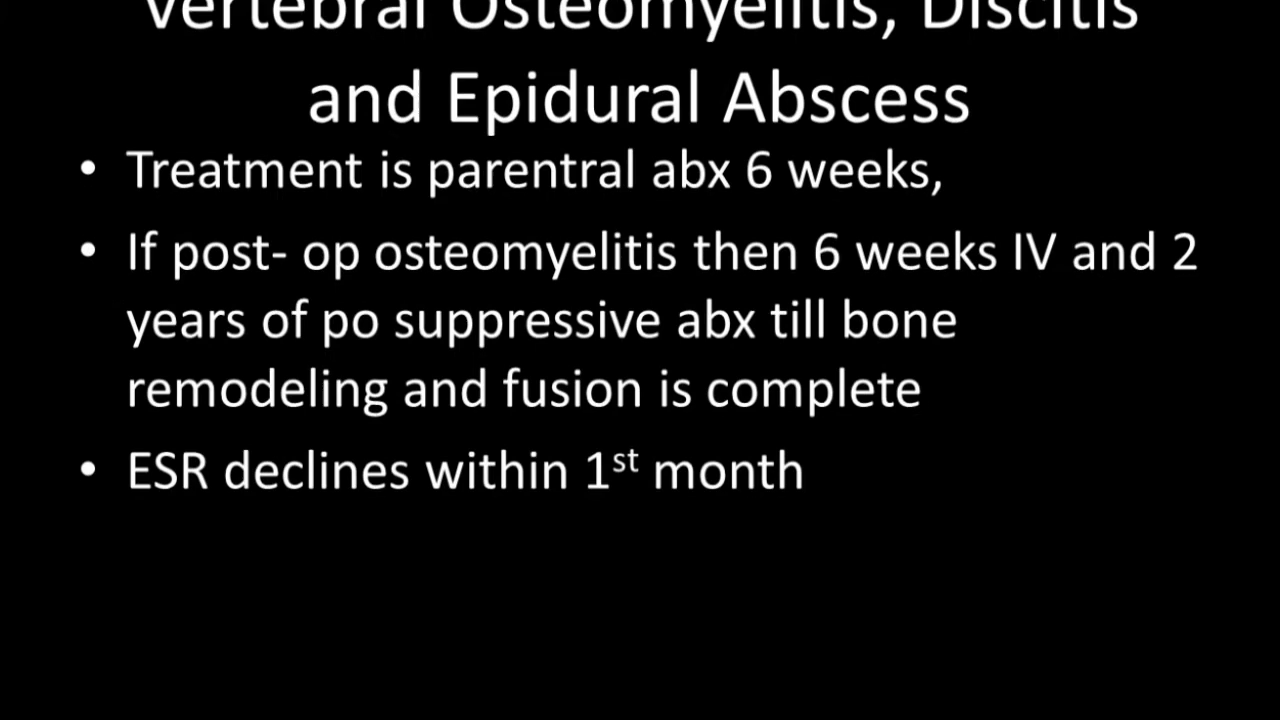 Vertebral Osteomyelitis, Discitis
and Epidural Abscess
• Treatment is parentral abx 6 weeks,
• If post- op osteomyelitis then 6 weeks IV and 2
years of po suppressive abx till bone
remodeling and fusion is complete
• ESR declines within 1st month